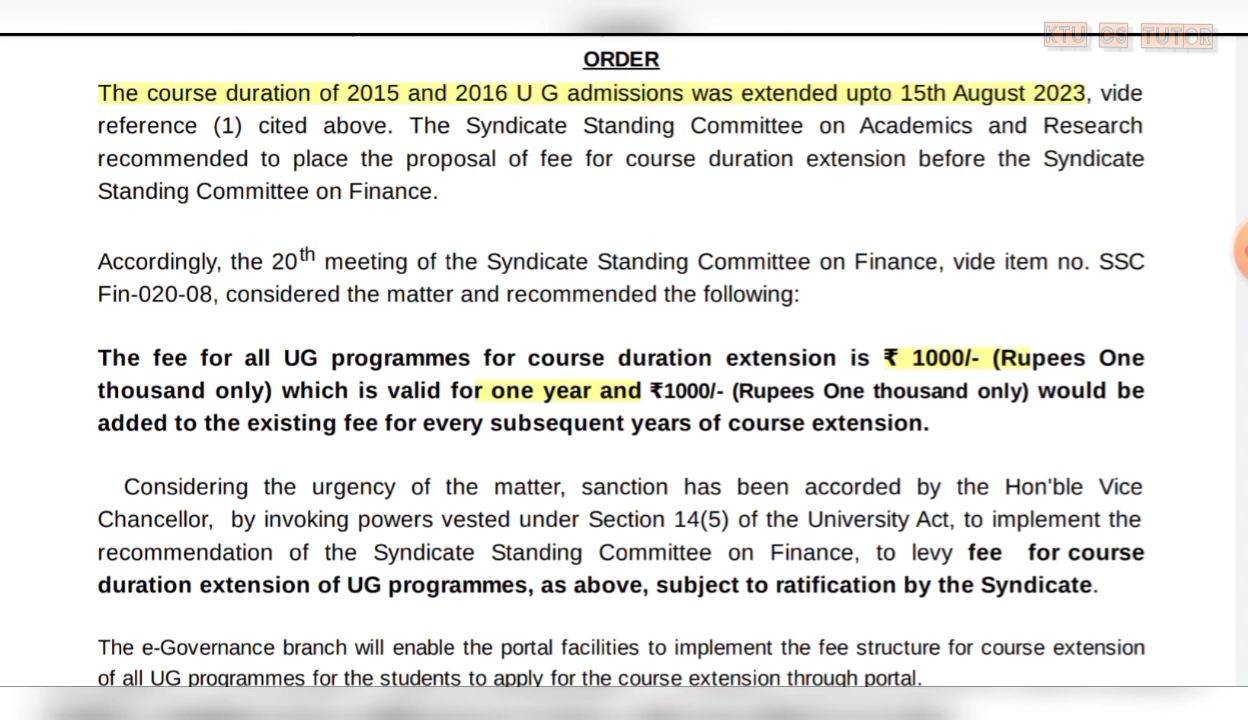 KTU CS TUTOR
ORDER
The course duration of 2015 and 2016 U G admissions was extended upto 15th August 2023, vide
reference (1) cited above. The Syndicate Standing Committee on Academics and Research
recommended to place the proposal of fee for course duration extension before the Syndicate
Standing Committee on Finance.
Accordingly, the 20th meeting of the Syndicate Standing Committee on Finance, vide item no. SSC
Fin-020-08, considered the matter and recommended the following:
The fee for all UG programmes for course duration extension is ₹ 1000/- (Rupees One
thousand only) which is valid for one year and ₹1000/- (Rupees One thousand only) would be
added to the existing fee for every subsequent years of course extension.
Considering the urgency of the matter, sanction has been accorded by the Hon'ble Vice
Chancellor, by invoking powers vested under Section 14(5) of the University Act, to implement the
recommendation of the Syndicate Standing Committee on Finance, to levy fee for course
duration extension of UG programmes, as above, subject to ratification by the Syndicate.
The e-Governance branch will enable the portal facilities to implement the fee structure for course extension
of all UG programmes for the students to apply for the course extension through portal.